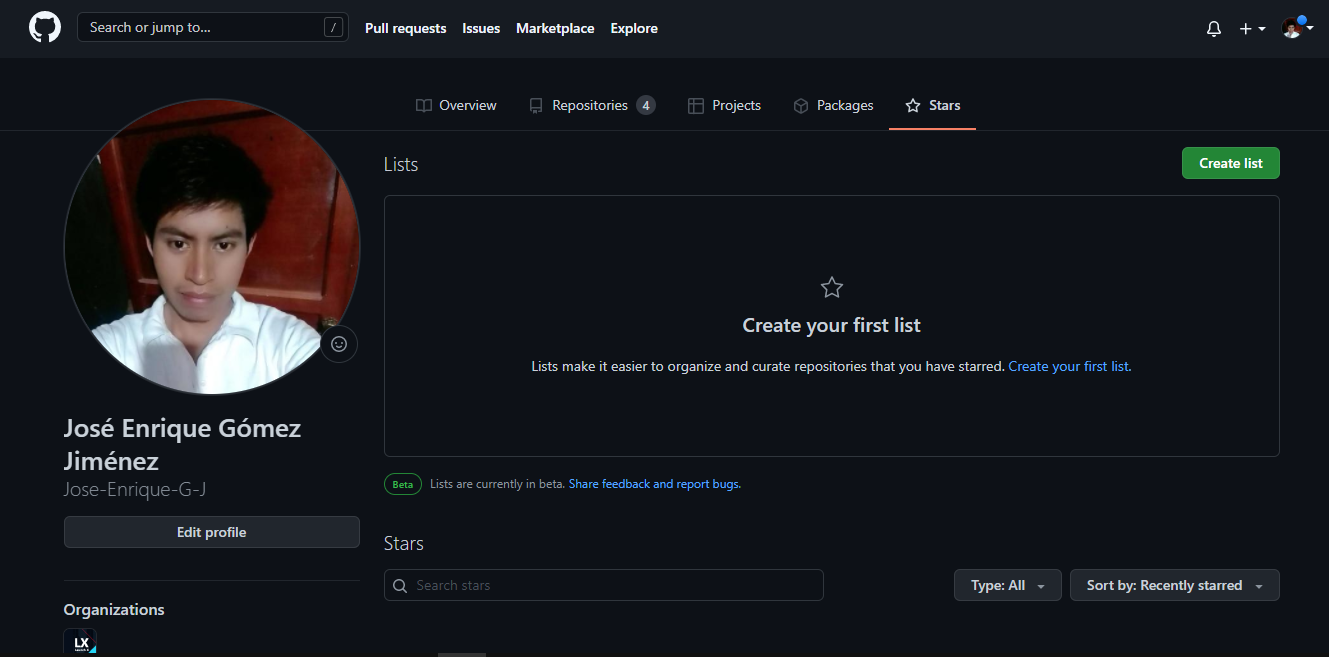 Search or jump to...
/
Pull requests
Issues
Marketplace
Explore
Overview
Repositories 4
Projects
Packages
Stars
Lists
Create list
Create your first list
Lists make it easier to organize and curate repositories that you have starred. Create your first list.
Beta
Lists are currently in beta. Share feedback and report bugs.
José Enrique Gómez
Jiménez
Jose-Enrique-G-J
Edit profile
Organizations
LX
Stars
Search stars
Type: All
Sort by: Recently starred